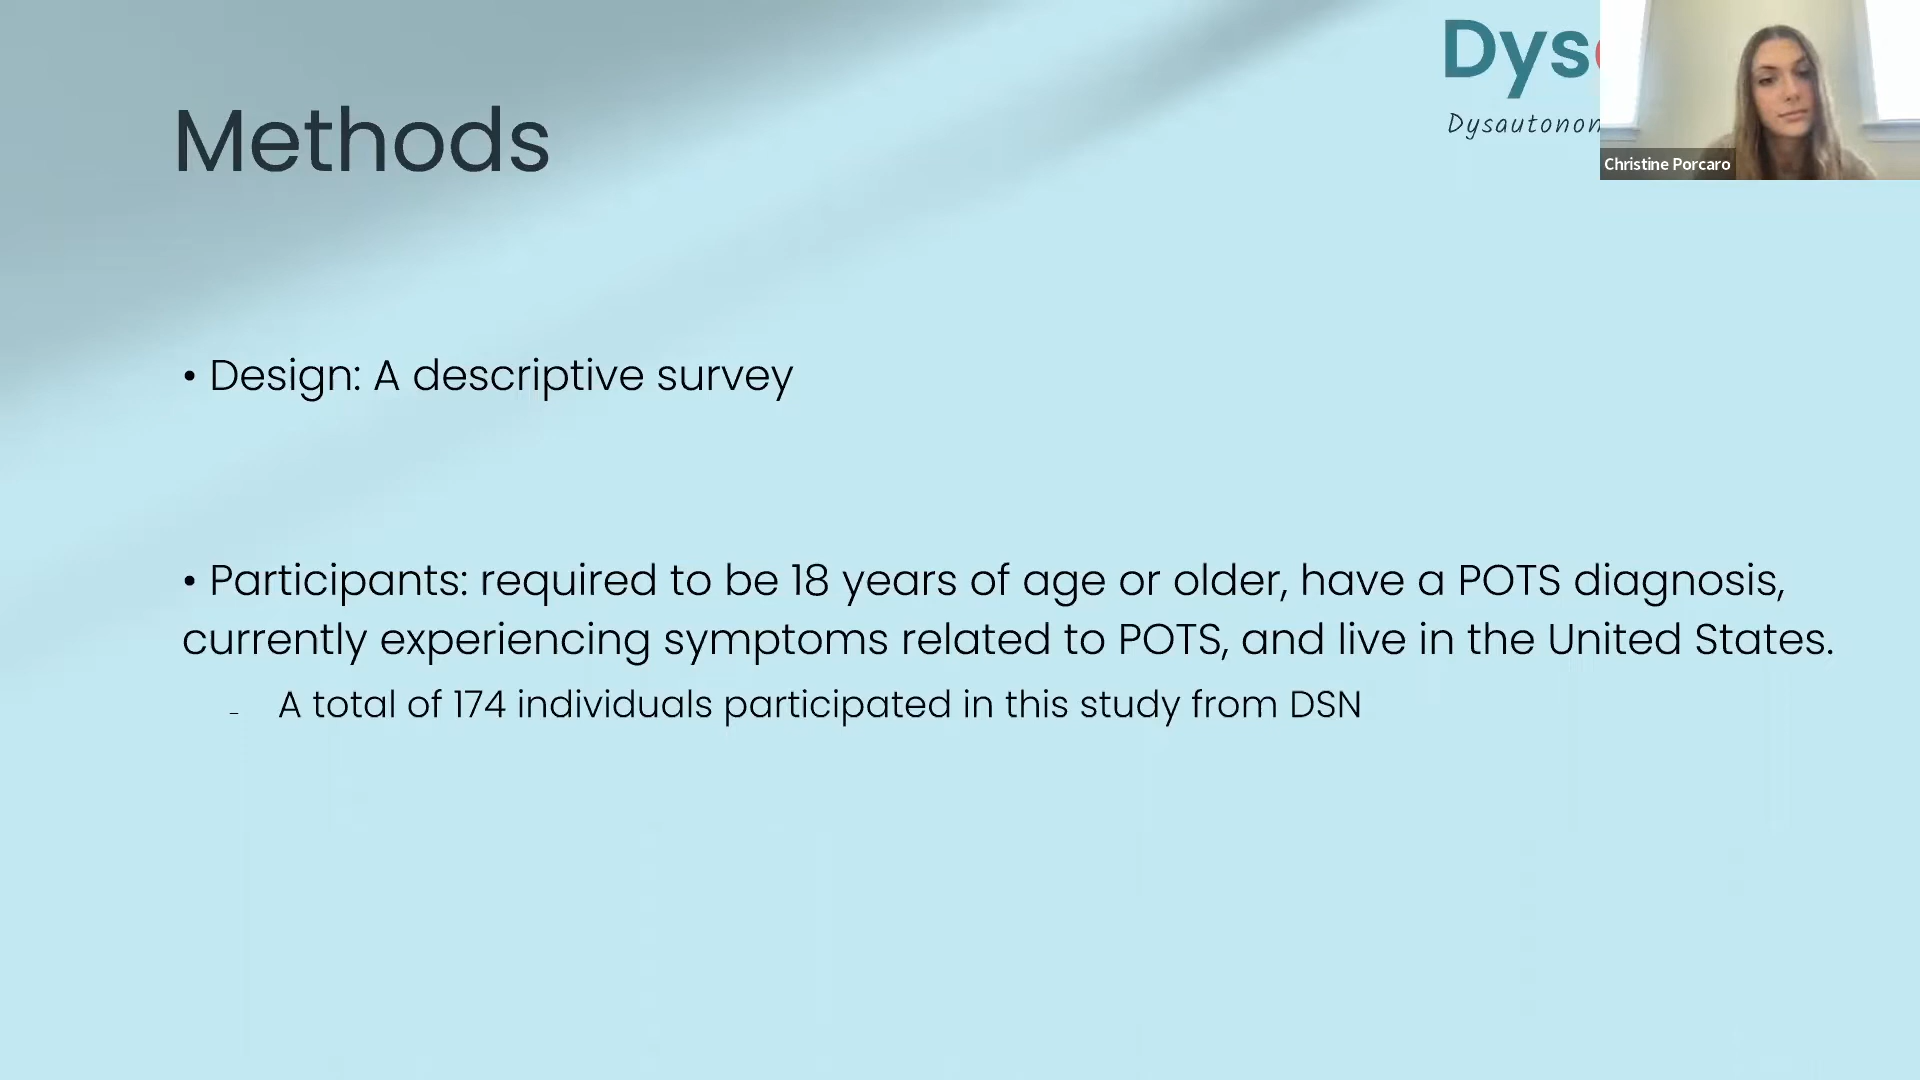 Dys
Dysautonom
Christine Porcaro
Methods
• Design: A descriptive survey
• Participants: required to be 18 years of age or older, have a POTS diagnosis,
currently experiencing symptoms related to POTS, and live in the United States.
- A total of 174 individuals participated in this study from DSN